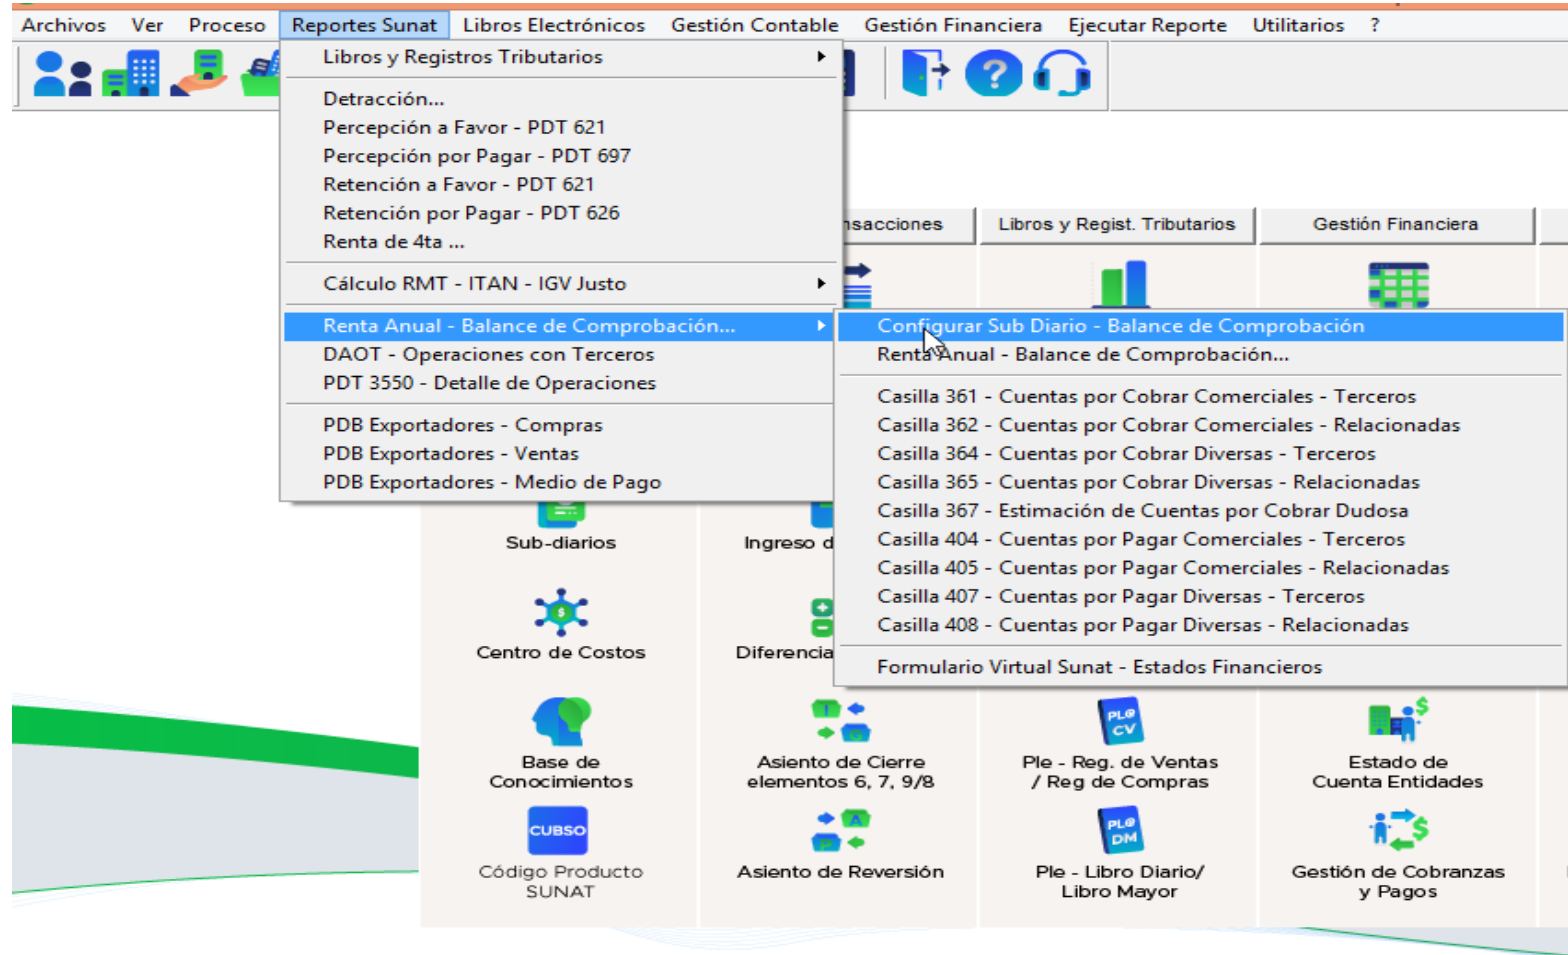 Archivos Ver Proceso Reportes Sunat Libros Electrónicos Gestión Contable Gestión Financiera Ejecutar Reporte Utilitarios ?
Libros y Registros Tributarios
Detracción...
Percepción a Favor - PDT 621
Percepción por Pagar - PDT 697
Retención a Favor - PDT 621
Retención por Pagar - PDT 626
Renta de 4ta ...
Cálculo RMT - ITAN - IGV Justo
Renta Anual - Balance de Comprobación...
DAOT - Operaciones con Terceros
PDT 3550 - Detalle de Operaciones
PDB Exportadores - Compras
PDB Exportadores - Ventas
PDB Exportadores - Medio de Pago
Configurar Sub Diario - Balance de Comprobación
Renta Anual - Balance de Comprobación...
Casilla 361 - Cuentas por Cobrar Comerciales - Terceros
Casilla 362 - Cuentas por Cobrar Comerciales - Relacionadas
Casilla 364 - Cuentas por Cobrar Diversas - Terceros
Casilla 365 - Cuentas por Cobrar Diversas - Relacionadas
Casilla 367 - Estimación de Cuentas por Cobrar Dudosa
Casilla 404 - Cuentas por Pagar Comerciales - Terceros
Casilla 405 - Cuentas por Pagar Comerciales - Relacionadas
Casilla 407 - Cuentas por Pagar Diversas - Terceros
Casilla 408 - Cuentas por Pagar Diversas - Relacionadas
Formulario Virtual Sunat - Estados Financieros
nsacciones
Libros y Regist. Tributarios
Gestión Financiera
Sub-diarios
Ingreso d
Centro de Costos
Diferencia
Base de
Conocimientos
Asiento de Cierre
elementos 6, 7, 9/8
PL@
CV
Ple - Reg. de Ventas
/ Reg de Compras
Estado de
Cuenta Entidades
CUBSO
Código Producto
SUNAT
Asiento de Reversión
PL@
DM
Ple - Libro Diario/
Libro Mayor
Gestión de Cobranzas
y Pagos